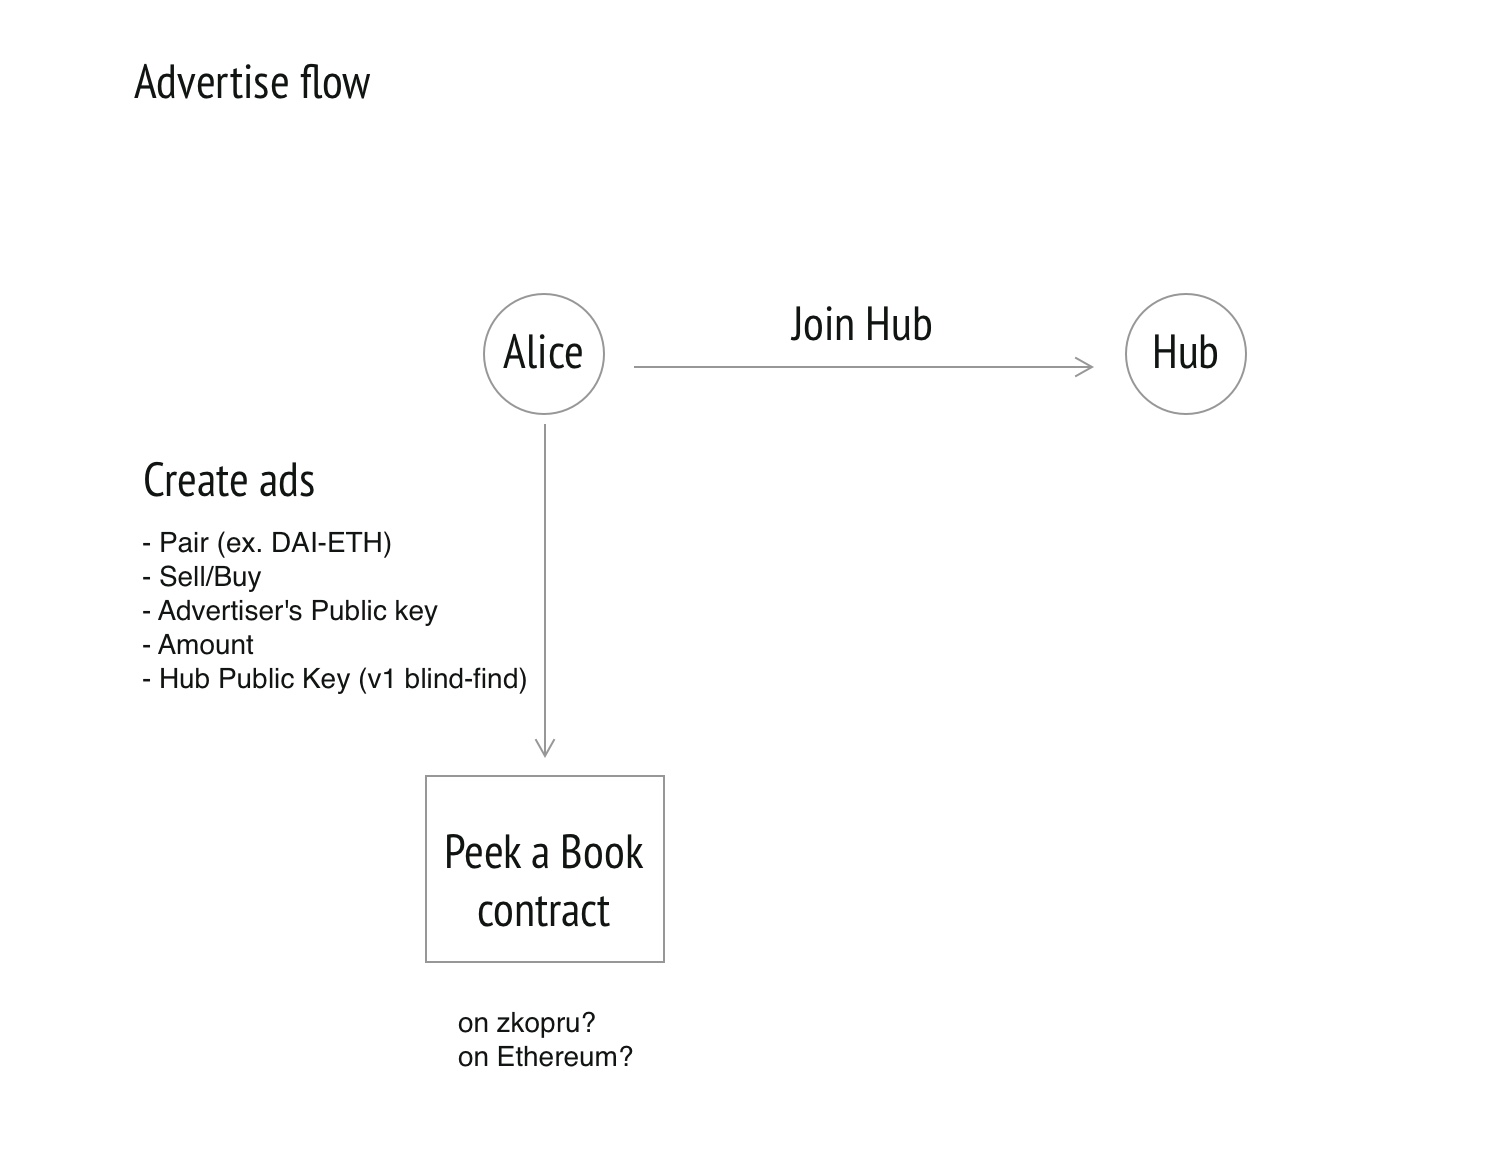 Advertise flow
Alice
Join Hub
Hub
Create ads
- Pair (ex. DAI-ETH)
- Sell/Buy
- Advertiser's Public key
- Amount
- Hub Public Key (v1 blind-find)
Peek a Book
contract
on zkopru?
on Ethereum?